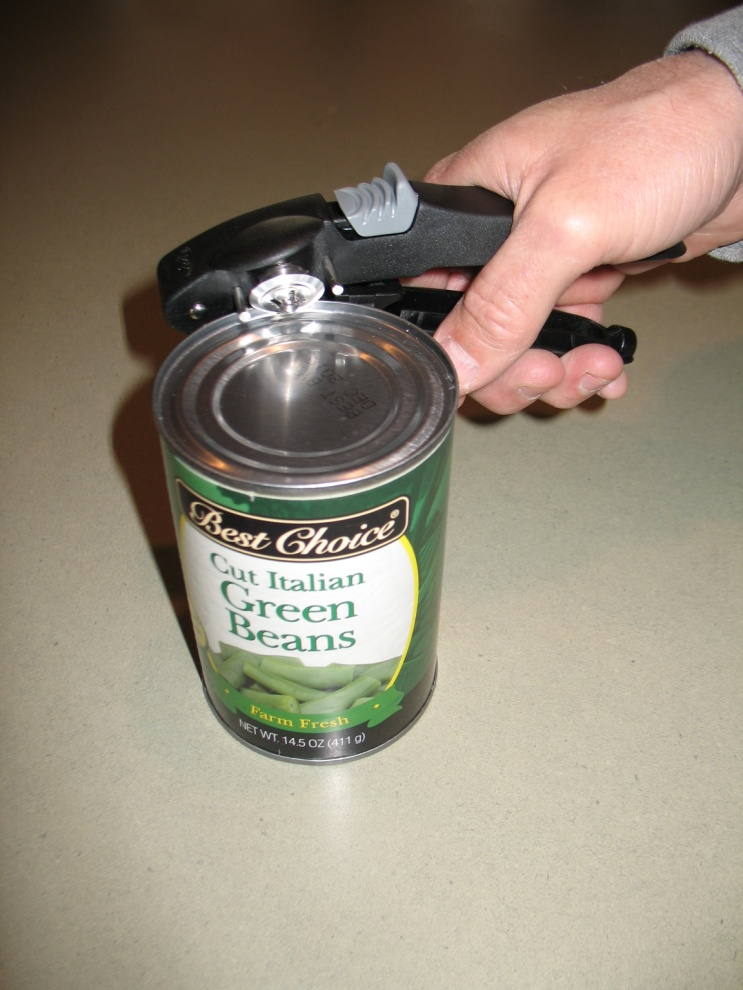 Best Choice®
Cut Italian
Green
Beans
Farm Fresh
NET WT. 14.5 OZ (411 g)